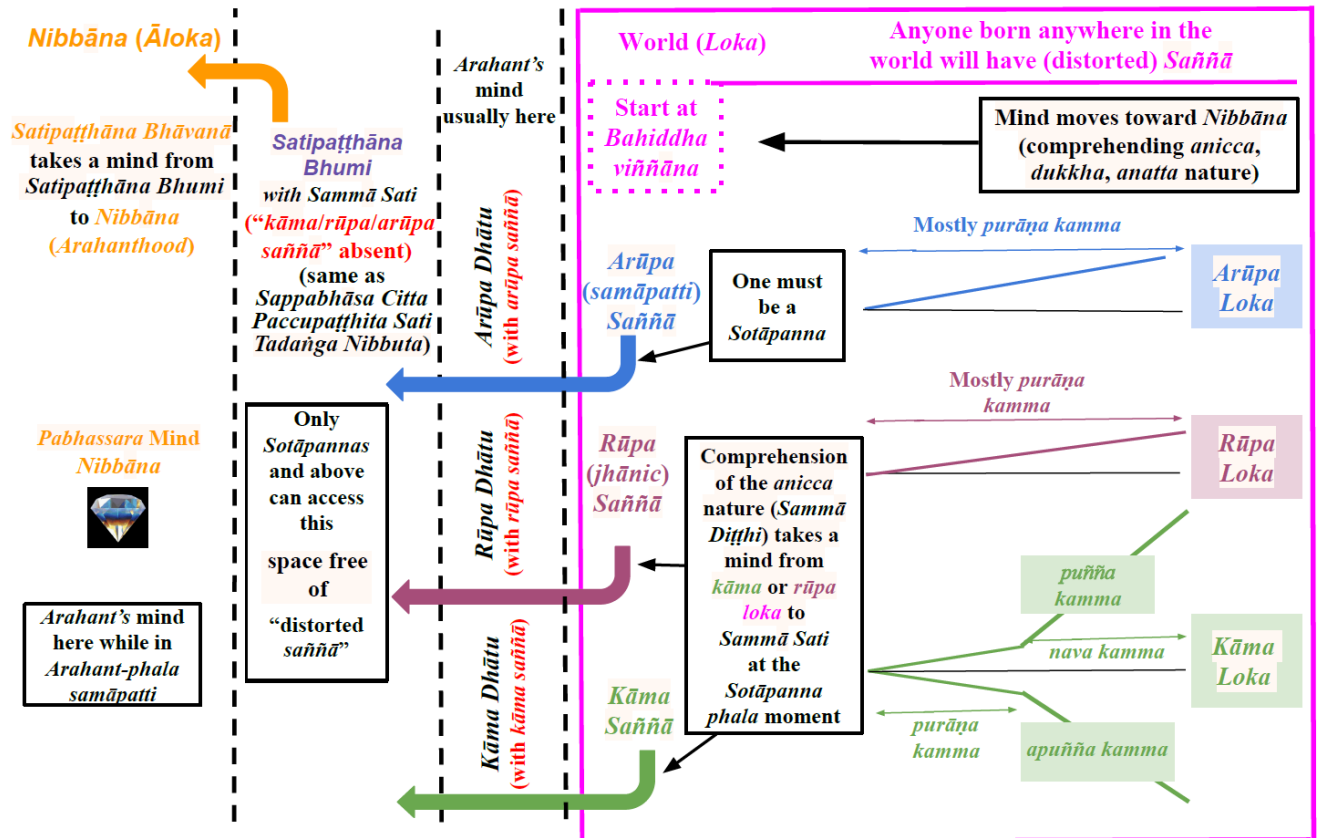 Nibbāna (Āloka)
Satipaṭṭhāna Bhāvanā
takes a mind from
Satipaṭṭhāna Bhumi
to Nibbāna
(Arahanthood)
Pabhassara Mind
Nibbāna
Arahant's mind
here while in
Arahant-phala
samāpatti
Satipaṭṭhāna
Bhumi
with Sammā Sati
(“kāma/rūpa/arūpa
saññā” absent)
(same as
Sappabhāsa Citta
Paccupaṭṭhita Sati
Tadaṅga Nibbuta)
Only
Sotāpannas
and above
can access
this
space free
of
“distorted
saññā”
Arahant's
mind
usually here
Arūpa Dhātu
(with arūpa saññā)
Rūpa Dhātu
(with rūpa saññā)
Kāma Dhātu
(with kāma saññā)
World (Loka)
Anyone born anywhere in the
world will have (distorted) Saññā
Start at
Bahiddha
viññāna
Mind moves toward Nibbāna
(comprehending anicca,
dukkha, anatta nature)
Arūpa
(samāpatti)
Saññā
One must
be a
Sotāpanna
Mostly purāṇa kamma
Arūpa
Loka
Rūpa
(jhānic)
Saññā
Comprehension
of the anicca
nature (Sammā
Diṭṭhi) takes a
mind from
kāma or rūpa
loka to
Sammā Sati
at the
Sotāpanna
phala moment
Mostly purāṇa
kamma
Rūpa
Loka
Kāma
Saññā
puñña
kamma
nava kamma
purāṇa
kamma
apuñña kamma
Kāma
Loka